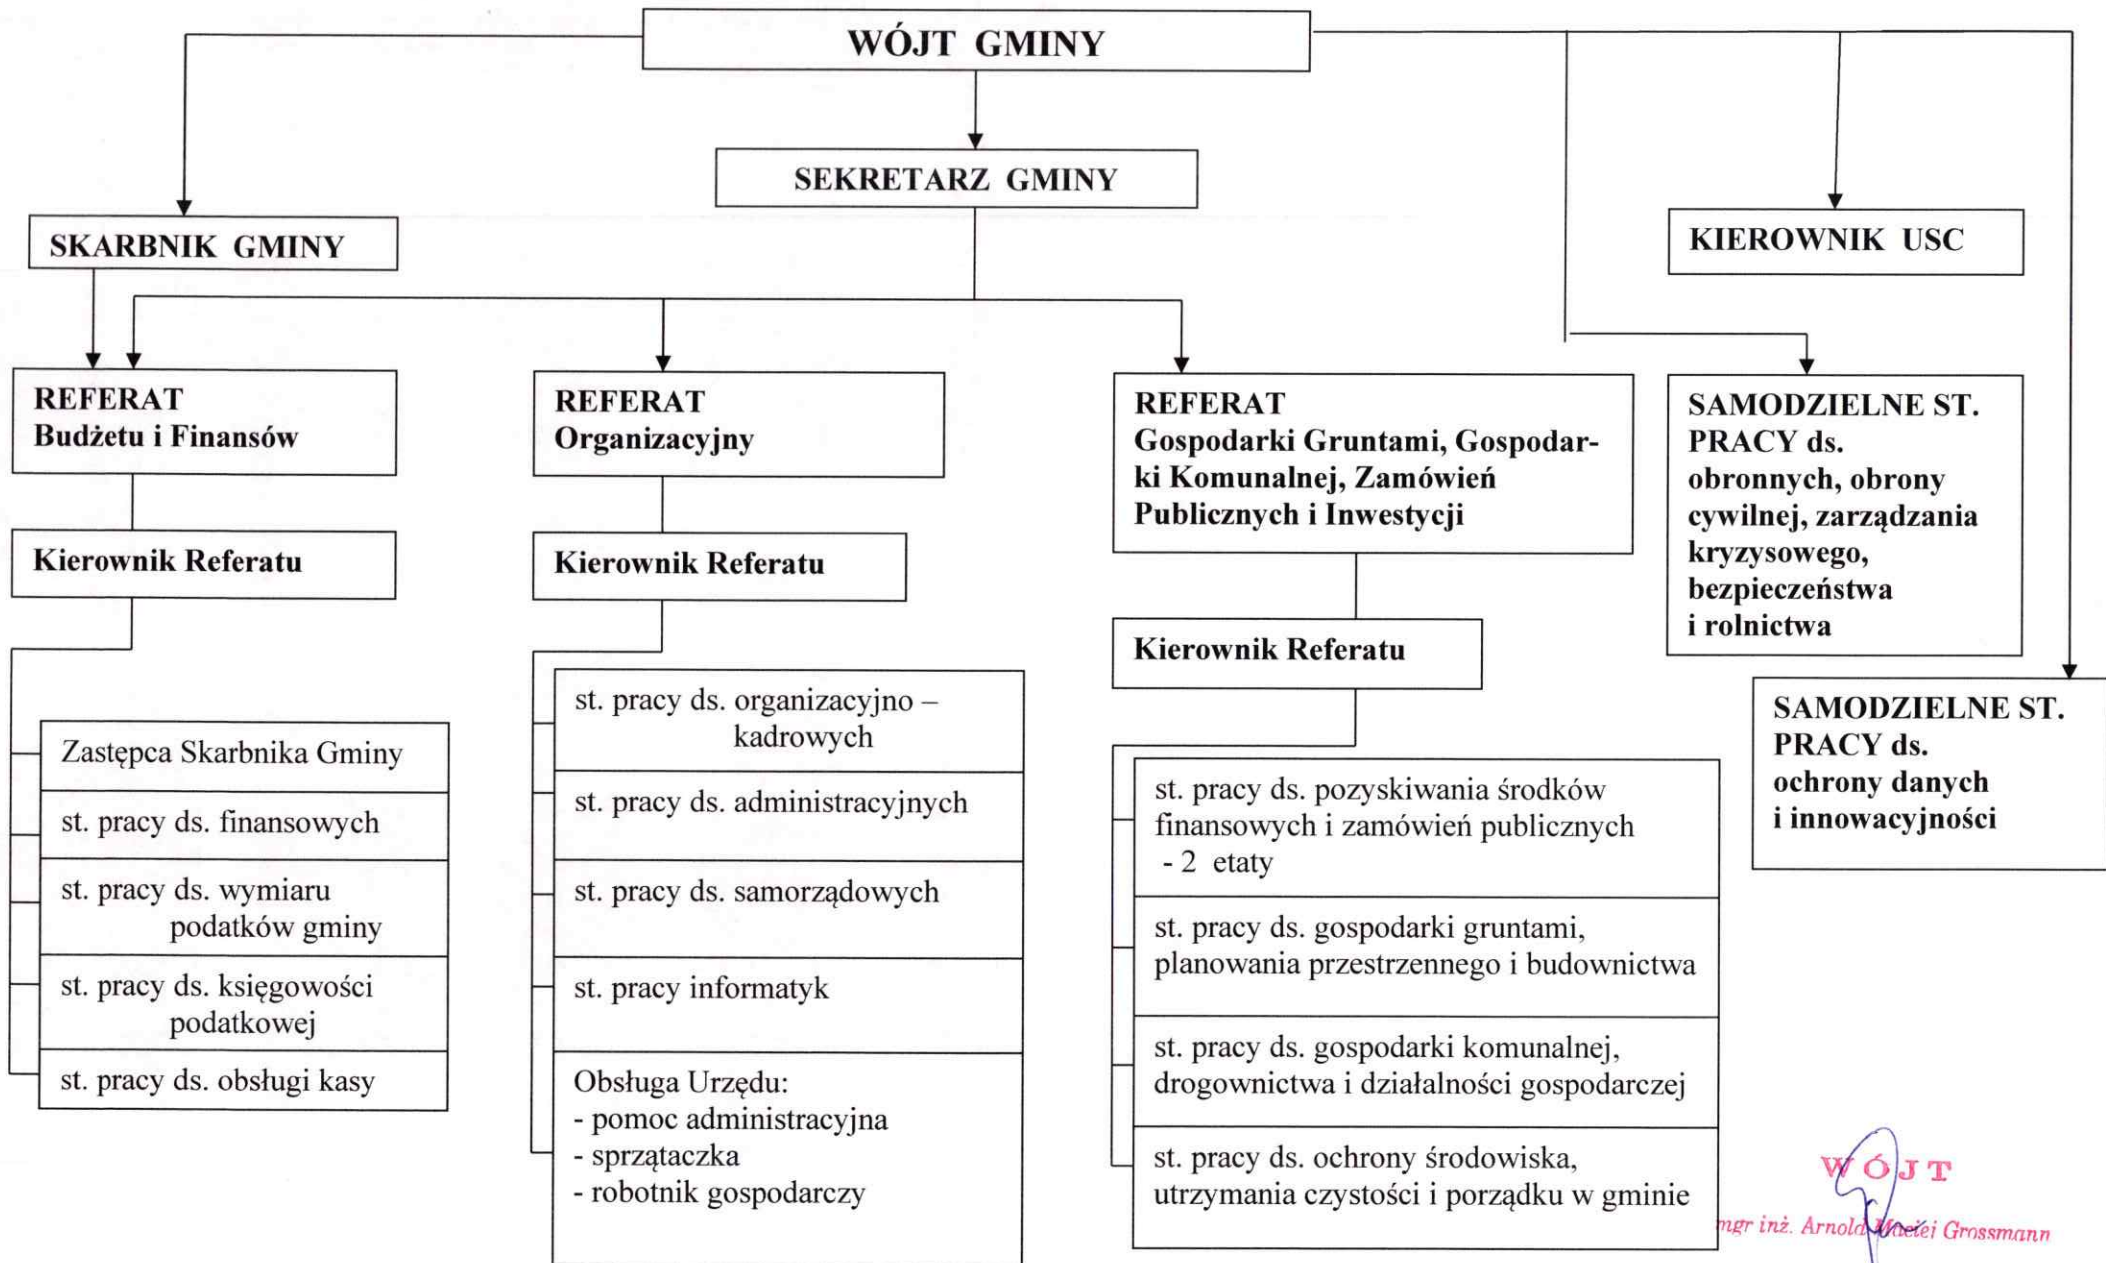 WÓJT GMINY
SEKRETARZ GMINY
SKARBNIK GMINY
KIEROWNIK USC
REFERAT
Budżetu i Finansów
Kierownik Referatu
Zastępca Skarbnika Gminy
st. pracy ds. finansowych
st. pracy ds. wymiaru
podatków gminy
st. pracy ds. księgowości
podatkowej
st. pracy ds. obsługi kasy
REFERAT
Organizacyjny
Kierownik Referatu
st. pracy ds. organizacyjno –
kadrowych
st. pracy ds. administracyjnych
st. pracy ds. samorządowych
st. pracy informatyk
Obsługa Urzędu:
- pomoc administracyjna
- sprzątaczka
- robotnik gospodarczy
REFERAT
Gospodarki Gruntami, Gospodar-
ki Komunalnej, Zamówień
Publicznych i Inwestycji
Kierownik Referatu
st. pracy ds. pozyskiwania środków
finansowych i zamówień publicznych
- 2 etaty
st. pracy ds. gospodarki gruntami,
planowania przestrzennego i budownictwa
st. pracy ds. gospodarki komunalnej,
drogownictwa i działalności gospodarczej
st. pracy ds. ochrony środowiska,
utrzymania czystości i porządku w gminie
SAMODZIELNE ST.
PRACY ds.
obronnych, obrony
cywilnej, zarządzania
kryzysowego,
bezpieczeństwa
i rolnictwa
SAMODZIELNE ST.
PRACY ds.
ochrony danych
i innowacyjności
WÓJT
mgr inż. Arnold Maciej Grossmann